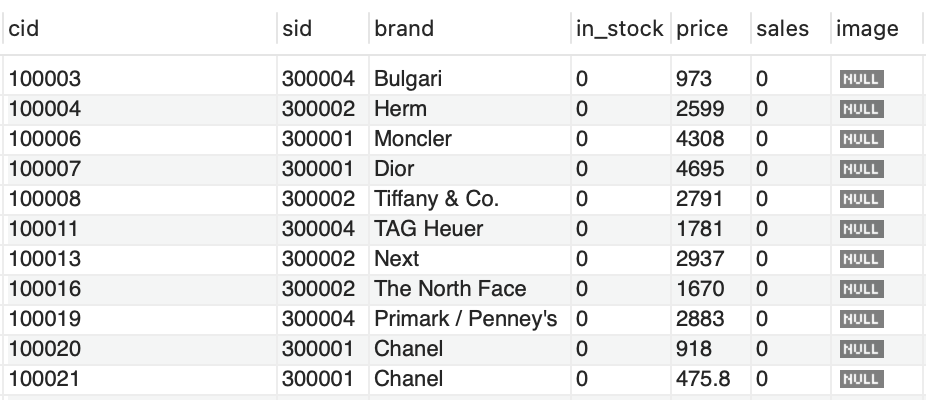 cid sid brand in_stock price sales image
100003 300004 Bulgari 0 973 0 NULL
100004 300002 Herm 0 2599 0 NULL
100006 300001 Moncler 0 4308 0 NULL
100007 300001 Dior 0 4695 0 NULL
100008 300002 Tiffany & Co. 0 2791 0 NULL
100011 300004 TAG Heuer 0 1781 0 NULL
100013 300002 Next 0 2937 0 NULL
100016 300002 The North Face 0 1670 0 NULL
100019 300004 Primark / Penney's 0 2883 0 NULL
100020 300001 Chanel 0 918 0 NULL
100021 300001 Chanel 0 475.8 0 NULL